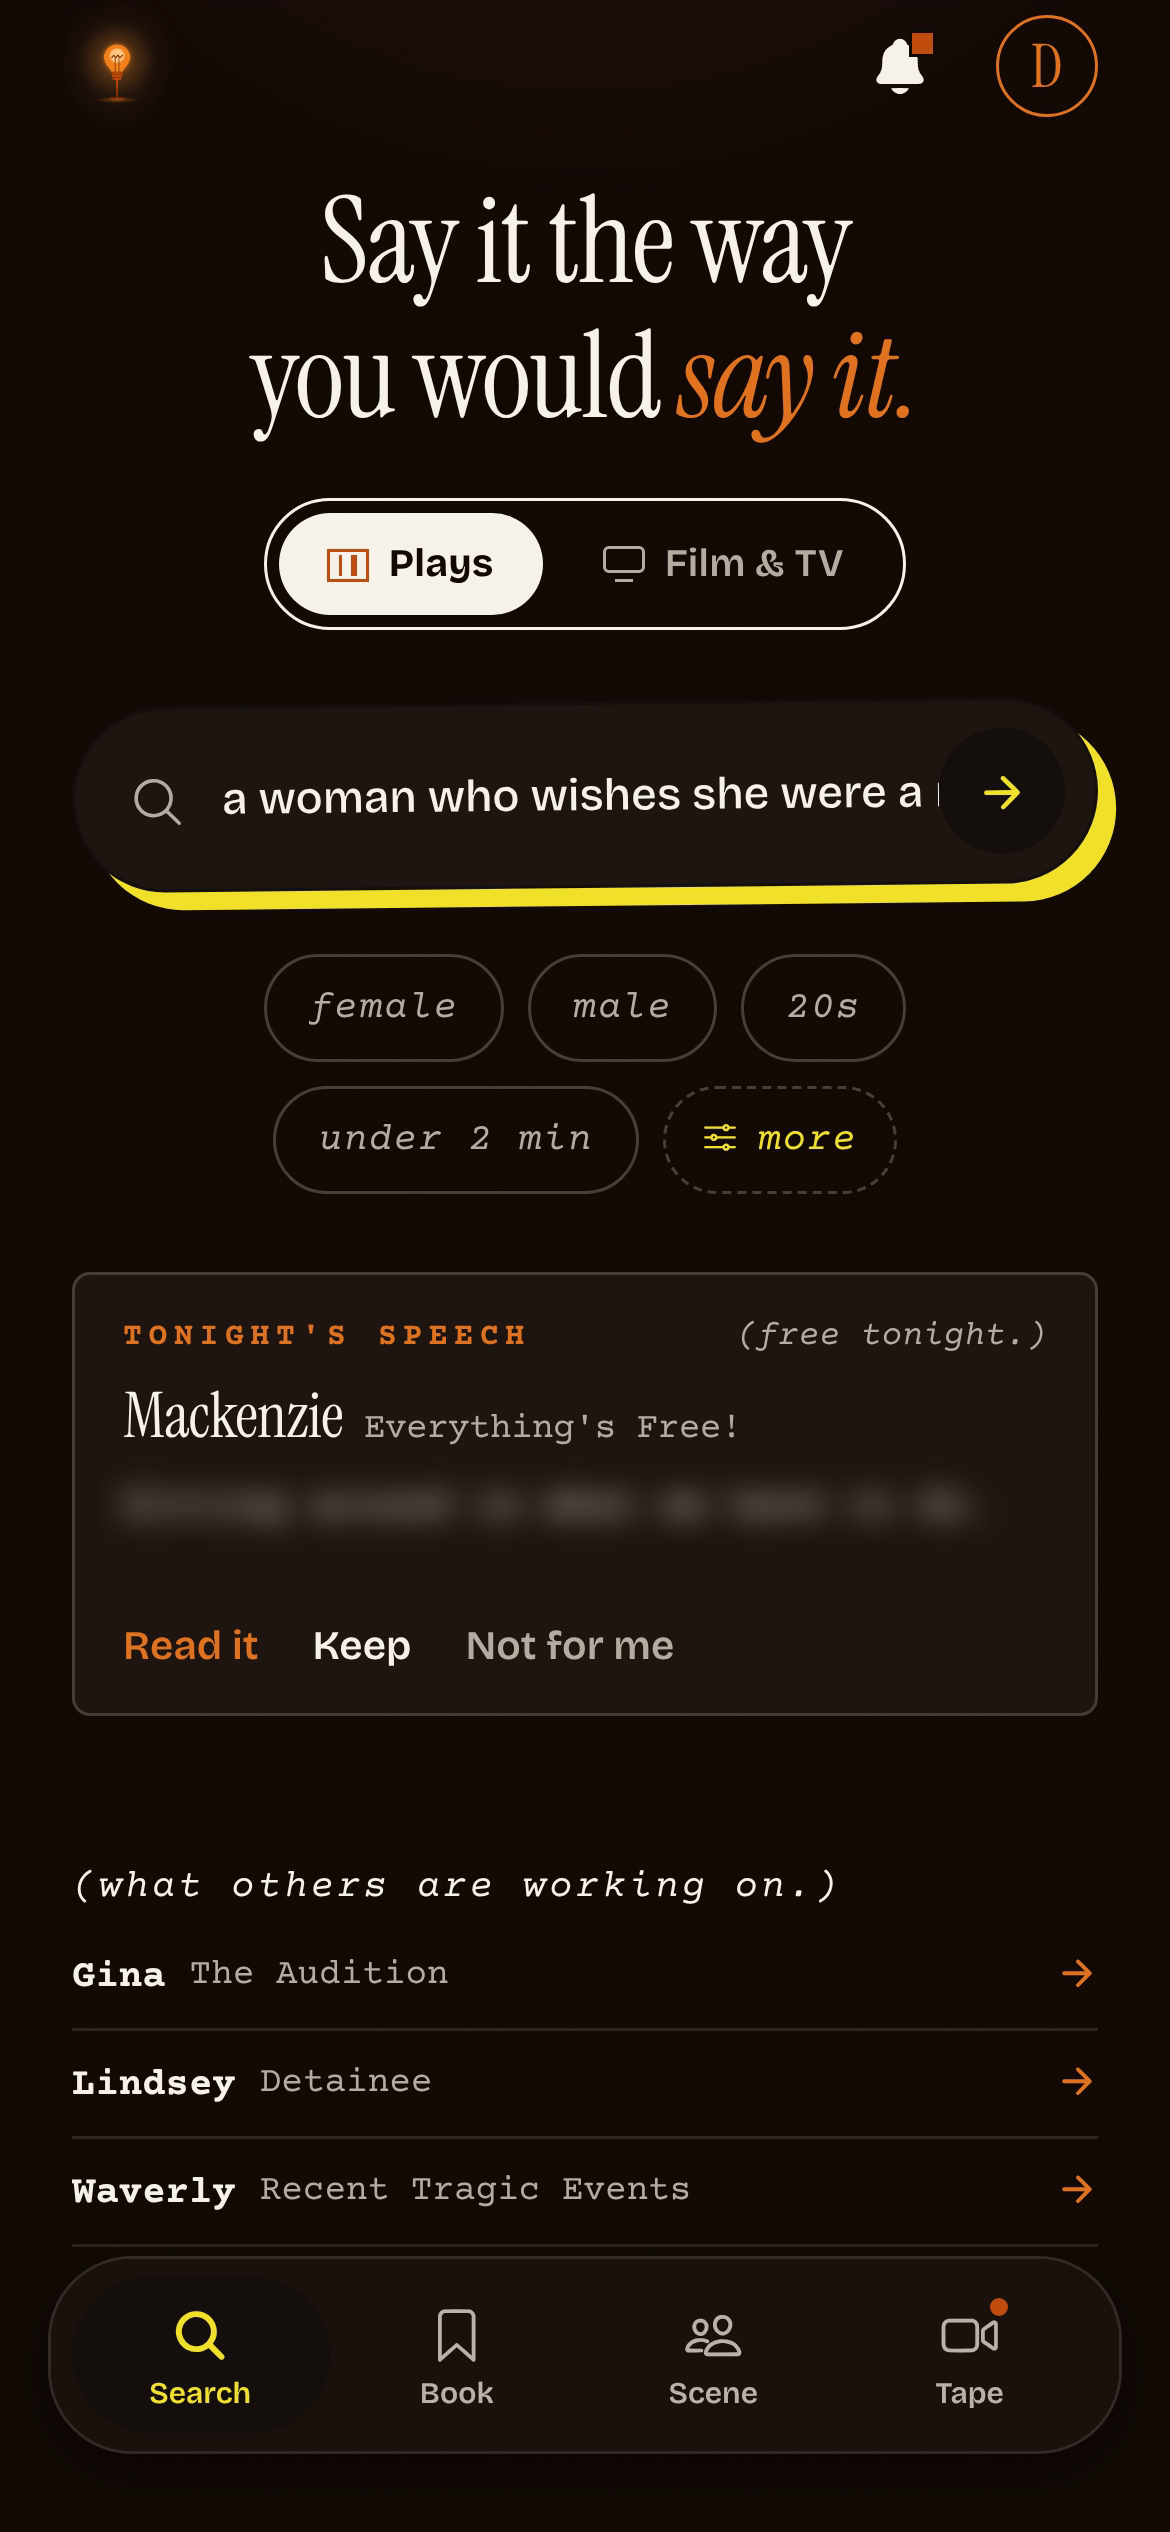 D
Say it the way
you would say it.
Plays Film & TV
a woman who wishes she were a
female male 20s
under 2 min more
TONIGHT'S SPEECH (free tonight.)
Mackenzie Everything's Free!
Read it Keep Not for me
(what others are working on.)
Gina The Audition
Lindsey Detainee
Waverly Recent Tragic Events
Search Book Scene Tape